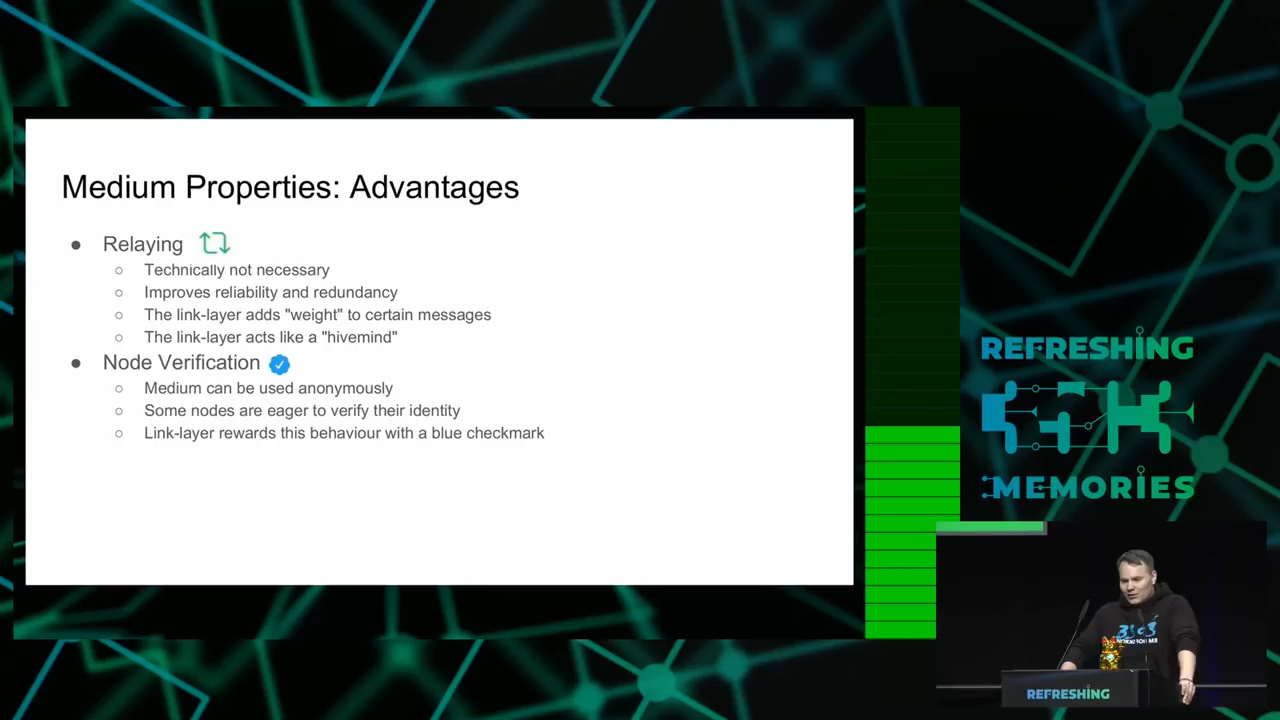 Medium Properties: Advantages
● Relaying
○ Technically not necessary
○ Improves reliability and redundancy
○ The link-layer adds "weight" to certain messages
○ The link-layer acts like a "hivemind"
● Node Verification
○ Medium can be used anonymously
○ Some nodes are eager to verify their identity
○ Link-layer rewards this behaviour with a blue checkmark
REFRESHING
MEMORIES
REFRESHING